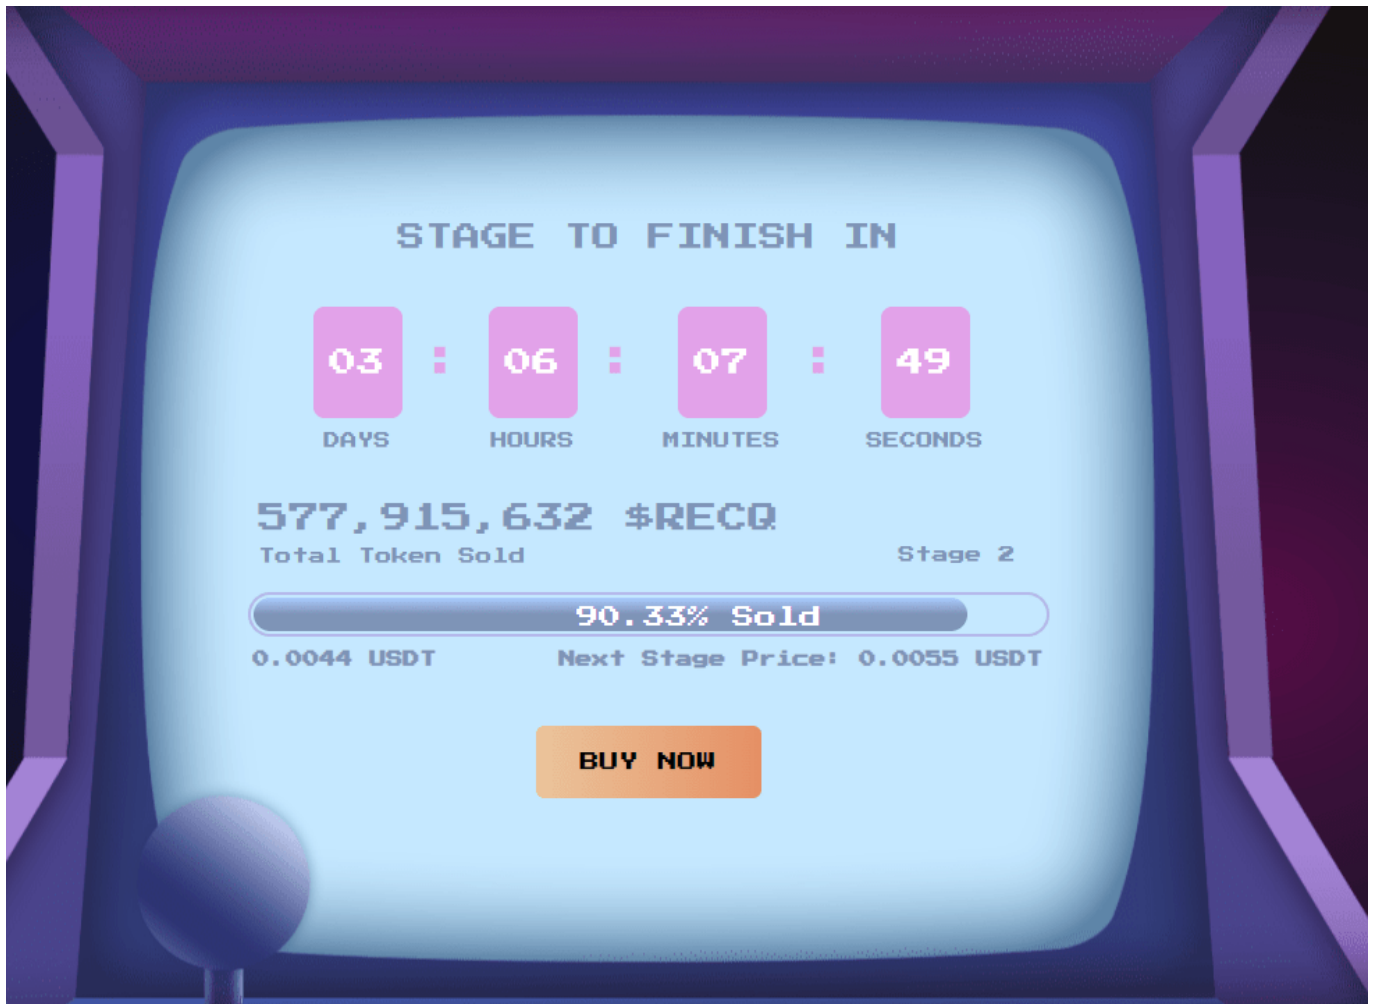 STAGE TO FINISH IN
03 : 06 : 07 : 49
DAYS HOURS MINUTES SECONDS
577,915,632 $RECQ
Total Token Sold Stage 2
90.33% Sold
0.0044 USDT Next Stage Price: 0.0055 USDT
BUY NOW